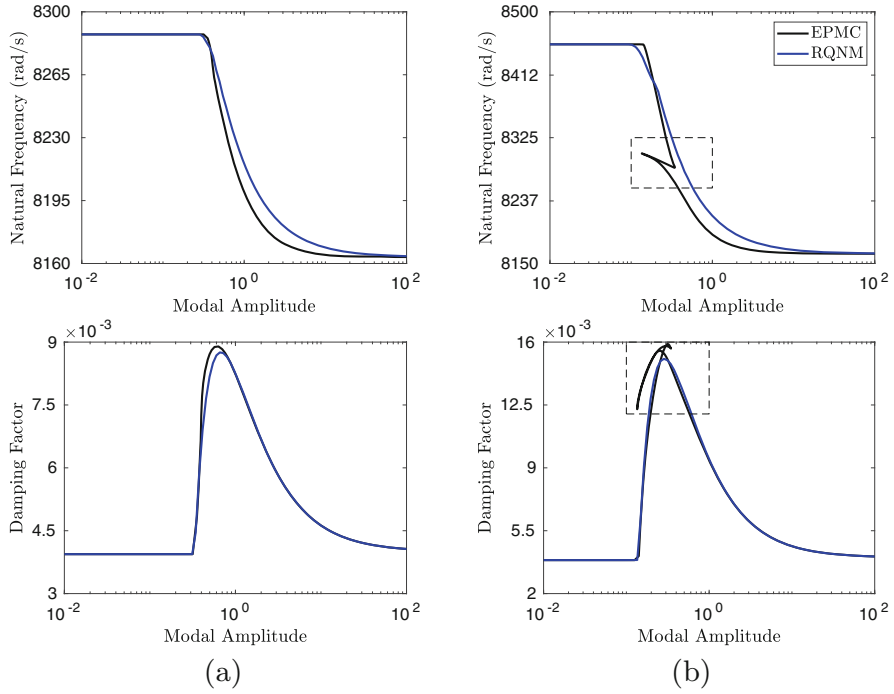 8300
8265
8230
8195
8160
Natural Frequency (rad/s)
10^-2
10^0
10^2
Modal Amplitude
8500
8412
8325
8237
8150
Natural Frequency (rad/s)
EPMC
RQNM
10^-2
10^0
10^2
Modal Amplitude
×10^-3
9
7.5
6
4.5
3
Damping Factor
10^-2
10^0
10^2
Modal Amplitude
(a)
×10^-3
16
12.5
9
5.5
2
Damping Factor
10^-2
10^0
10^2
Modal Amplitude
(b)